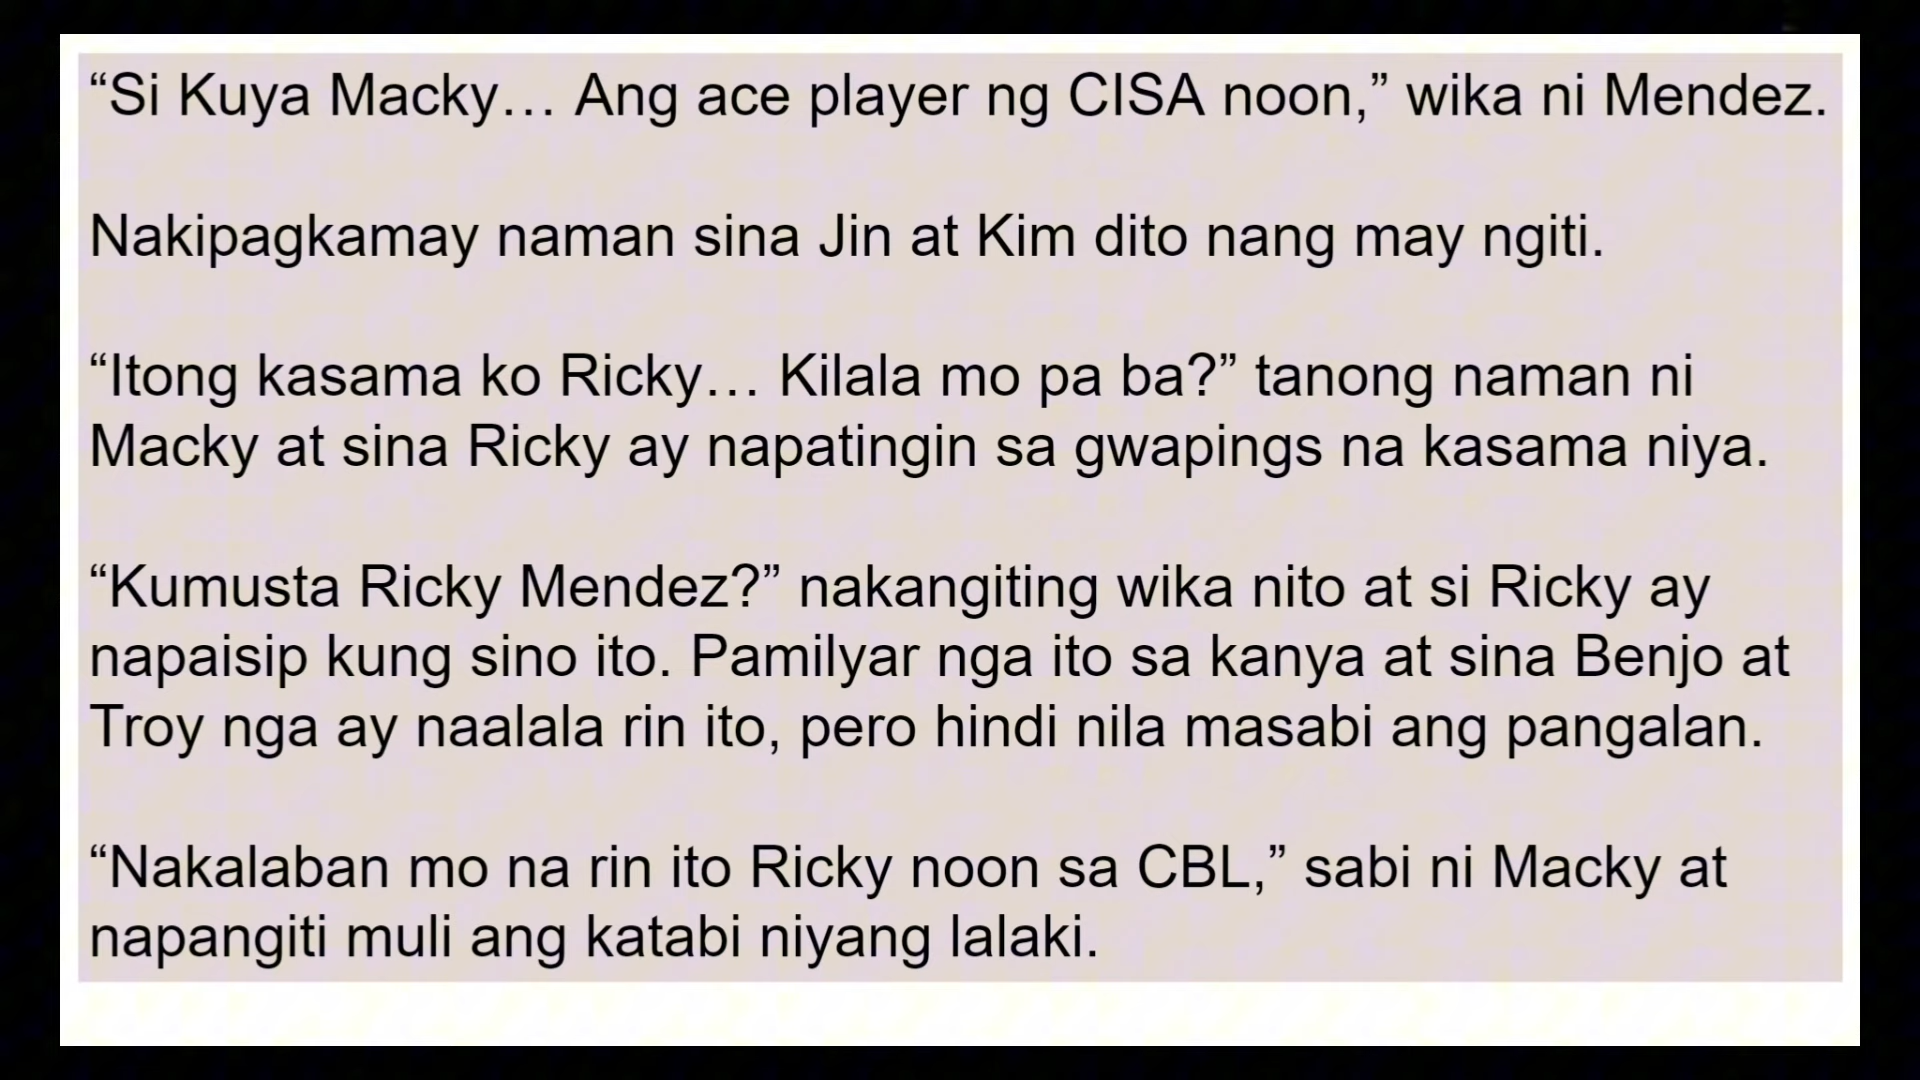 “Si Kuya Macky… Ang ace player ng CISA noon,” wika ni Mendez.
Nakipagkamay naman sina Jin at Kim dito nang may ngiti.
“Itong kasama ko Ricky… Kilala mo pa ba?” tanong naman ni
Macky at sina Ricky ay napatingin sa gwapings na kasama niya.
“Kumusta Ricky Mendez?” nakangiting wika nito at si Ricky ay
napaisip kung sino ito. Pamilyar nga ito sa kanya at sina Benjo at
Troy nga ay naalala rin ito, pero hindi nila masabi ang pangalan.
“Nakalaban mo na rin ito Ricky noon sa CBL,” sabi ni Macky at
napangiti muli ang katabi niyang lalaki.